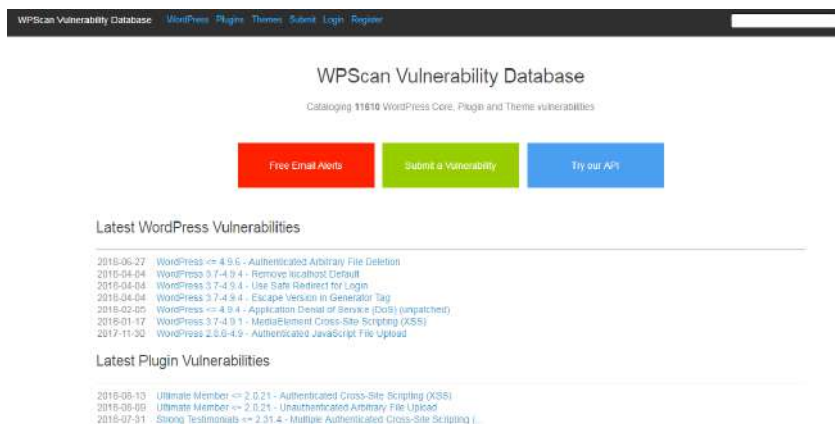 WPScan Vulnerability Database WordPress Plugins Themes Submit Login Register
WPScan Vulnerability Database
Cataloging 11610 WordPress Core, Plugin and Theme vulnerabilities
Free Email Alerts Submit a Vulnerability Try our API
Latest WordPress Vulnerabilities
2018-06-27 WordPress <= 4.9.6 - Authenticated Arbitrary File Deletion
2018-04-04 WordPress 3.7-4.9.4 - Remove localhost Default
2018-04-04 WordPress 3.7-4.9.4 - Use Safe Redirect for Login
2018-04-04 WordPress 3.7-4.9.4 - Escape Version in Generator Tag
2018-02-05 WordPress <= 4.9.4 - Application Denial of Service (DoS) (unpatched)
2018-01-17 WordPress 3.7-4.9.1 - MediaElement Cross-Site Scripting (XSS)
2017-11-30 WordPress 2.8.6-4.9 - Authenticated JavaScript File Upload
Latest Plugin Vulnerabilities
2018-08-13 Ultimate Member <= 2.0.21 - Authenticated Cross-Site Scripting (XSS)
2018-08-09 Ultimate Member <= 2.0.21 - Unauthenticated Arbitrary File Upload
2018-07-31 Strong Testimonials <= 2.31.4 - Multiple Authenticated Cross-Site Scripting (...